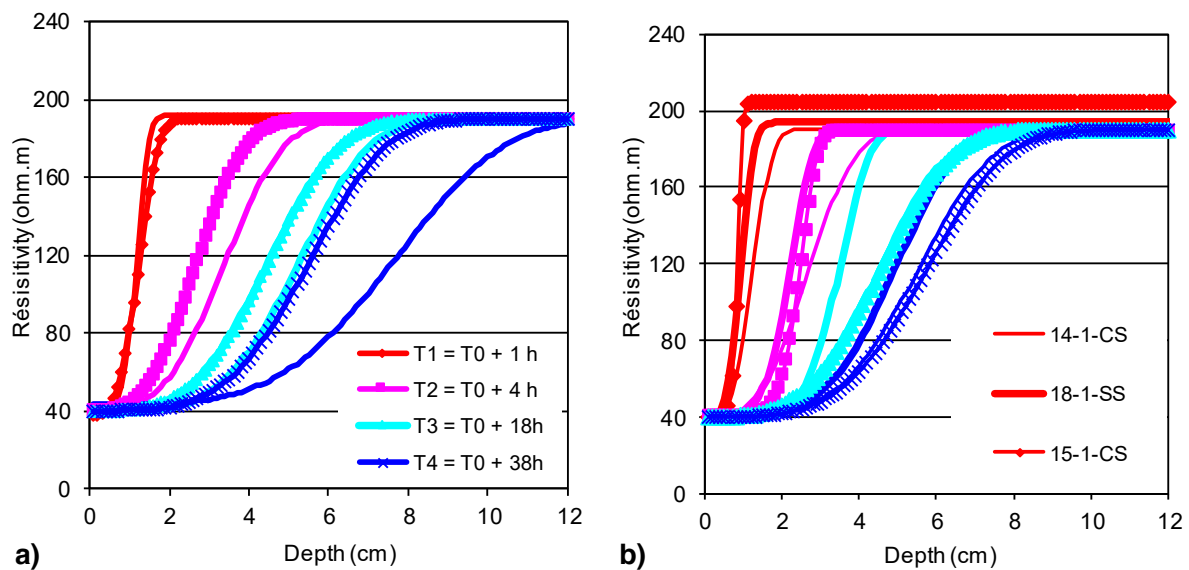 240
200
160
120
80
40
0
Résisitivity (ohm.m)
T1 = T0 + 1 h
T2 = T0 + 4 h
T3 = T0 + 18h
T4 = T0 + 38h
0 2 4 6 8 10 12
Depth (cm)
a)
240
200
160
120
80
40
0
Résisitivity (ohm.m)
14-1-CS
18-1-SS
15-1-CS
0 2 4 6 8 10 12
Depth (cm)
b)